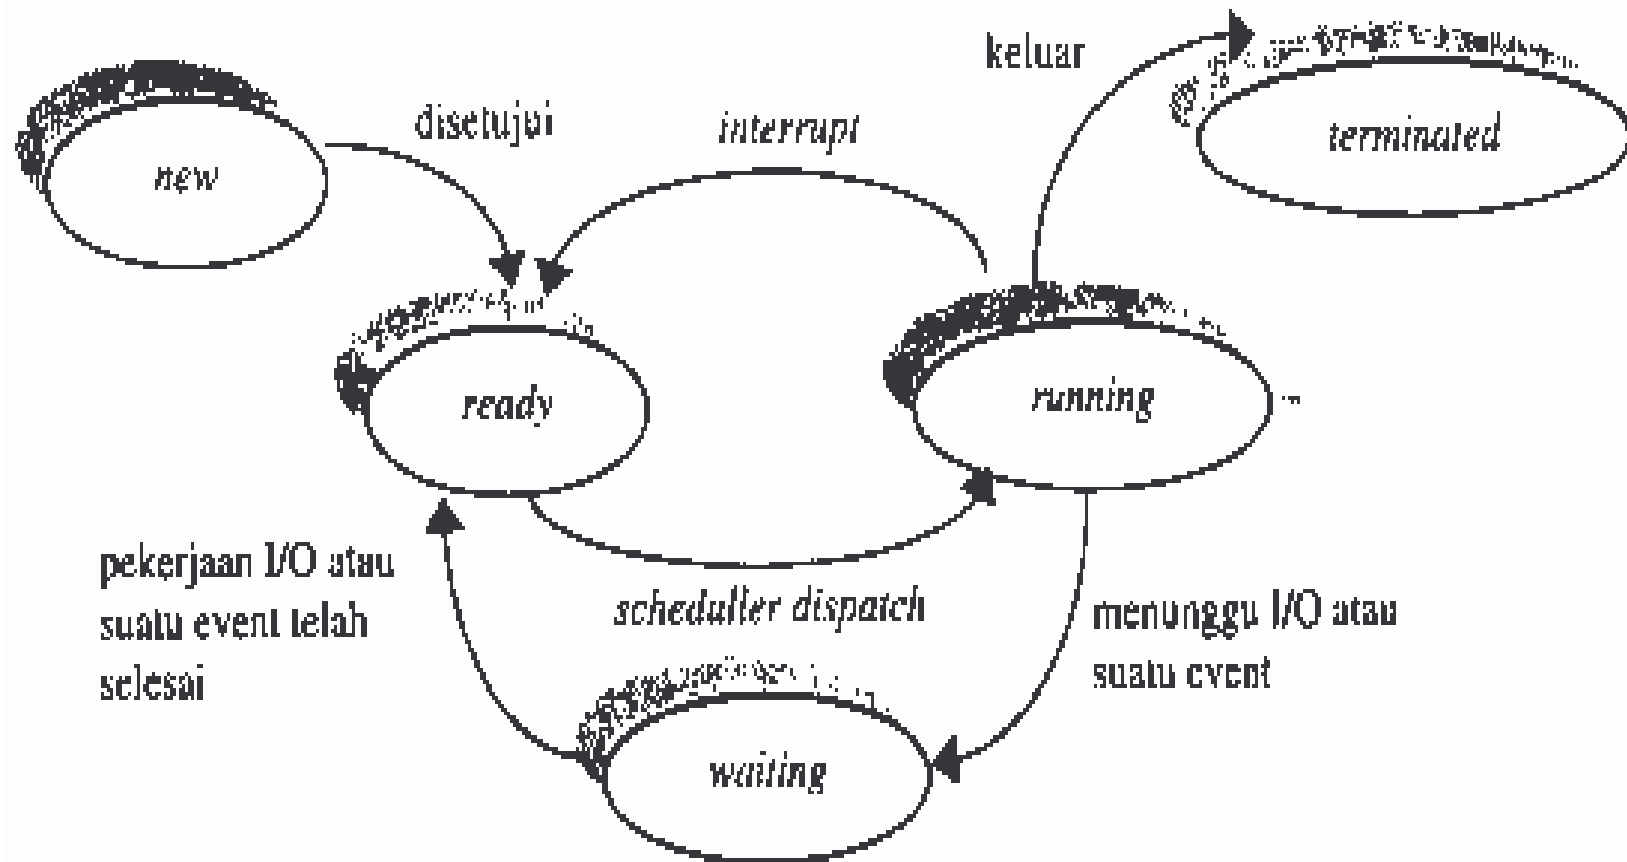 keluar
terminated
disetujui
interrupt
new
ready
running
pekerjaan I/O atau
suatu event telah
selesai
scheduller dispatch
menunggu I/O atau
suatu event
waiting